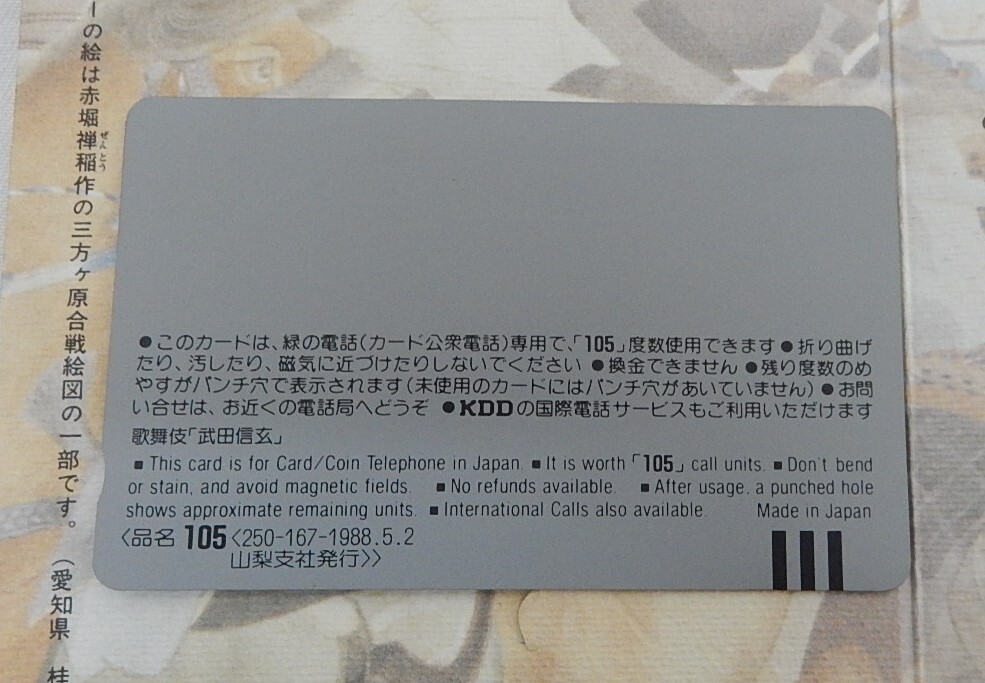 ーの絵は赤堀禅稲作の三方ヶ原合戦絵図の一部です。（愛知県　桂
ぜんとう
●このカードは、緑の電話(カード公衆電話)専用で、「105」度数使用できます ●折り曲げ
たり、汚したり、磁気に近づけたりしないでください ●換金できません ●残り度数のめ
やすがパンチ穴で表示されます(未使用のカードにはパンチ穴があいていません) ●お問
い合せは、お近くの電話局へどうぞ ●KDDの国際電話サービスもご利用いただけます
歌舞伎「武田信玄」
■ This card is for Card/Coin Telephone in Japan. ■ It is worth「105」call units. ■ Don't bend
or stain, and avoid magnetic fields. ■ No refunds available. ■ After usage, a punched hole
shows approximate remaining units. ■ International Calls also available. Made in Japan
〈品名 105〈250-167-1988.5.2
山梨支社発行〉〉